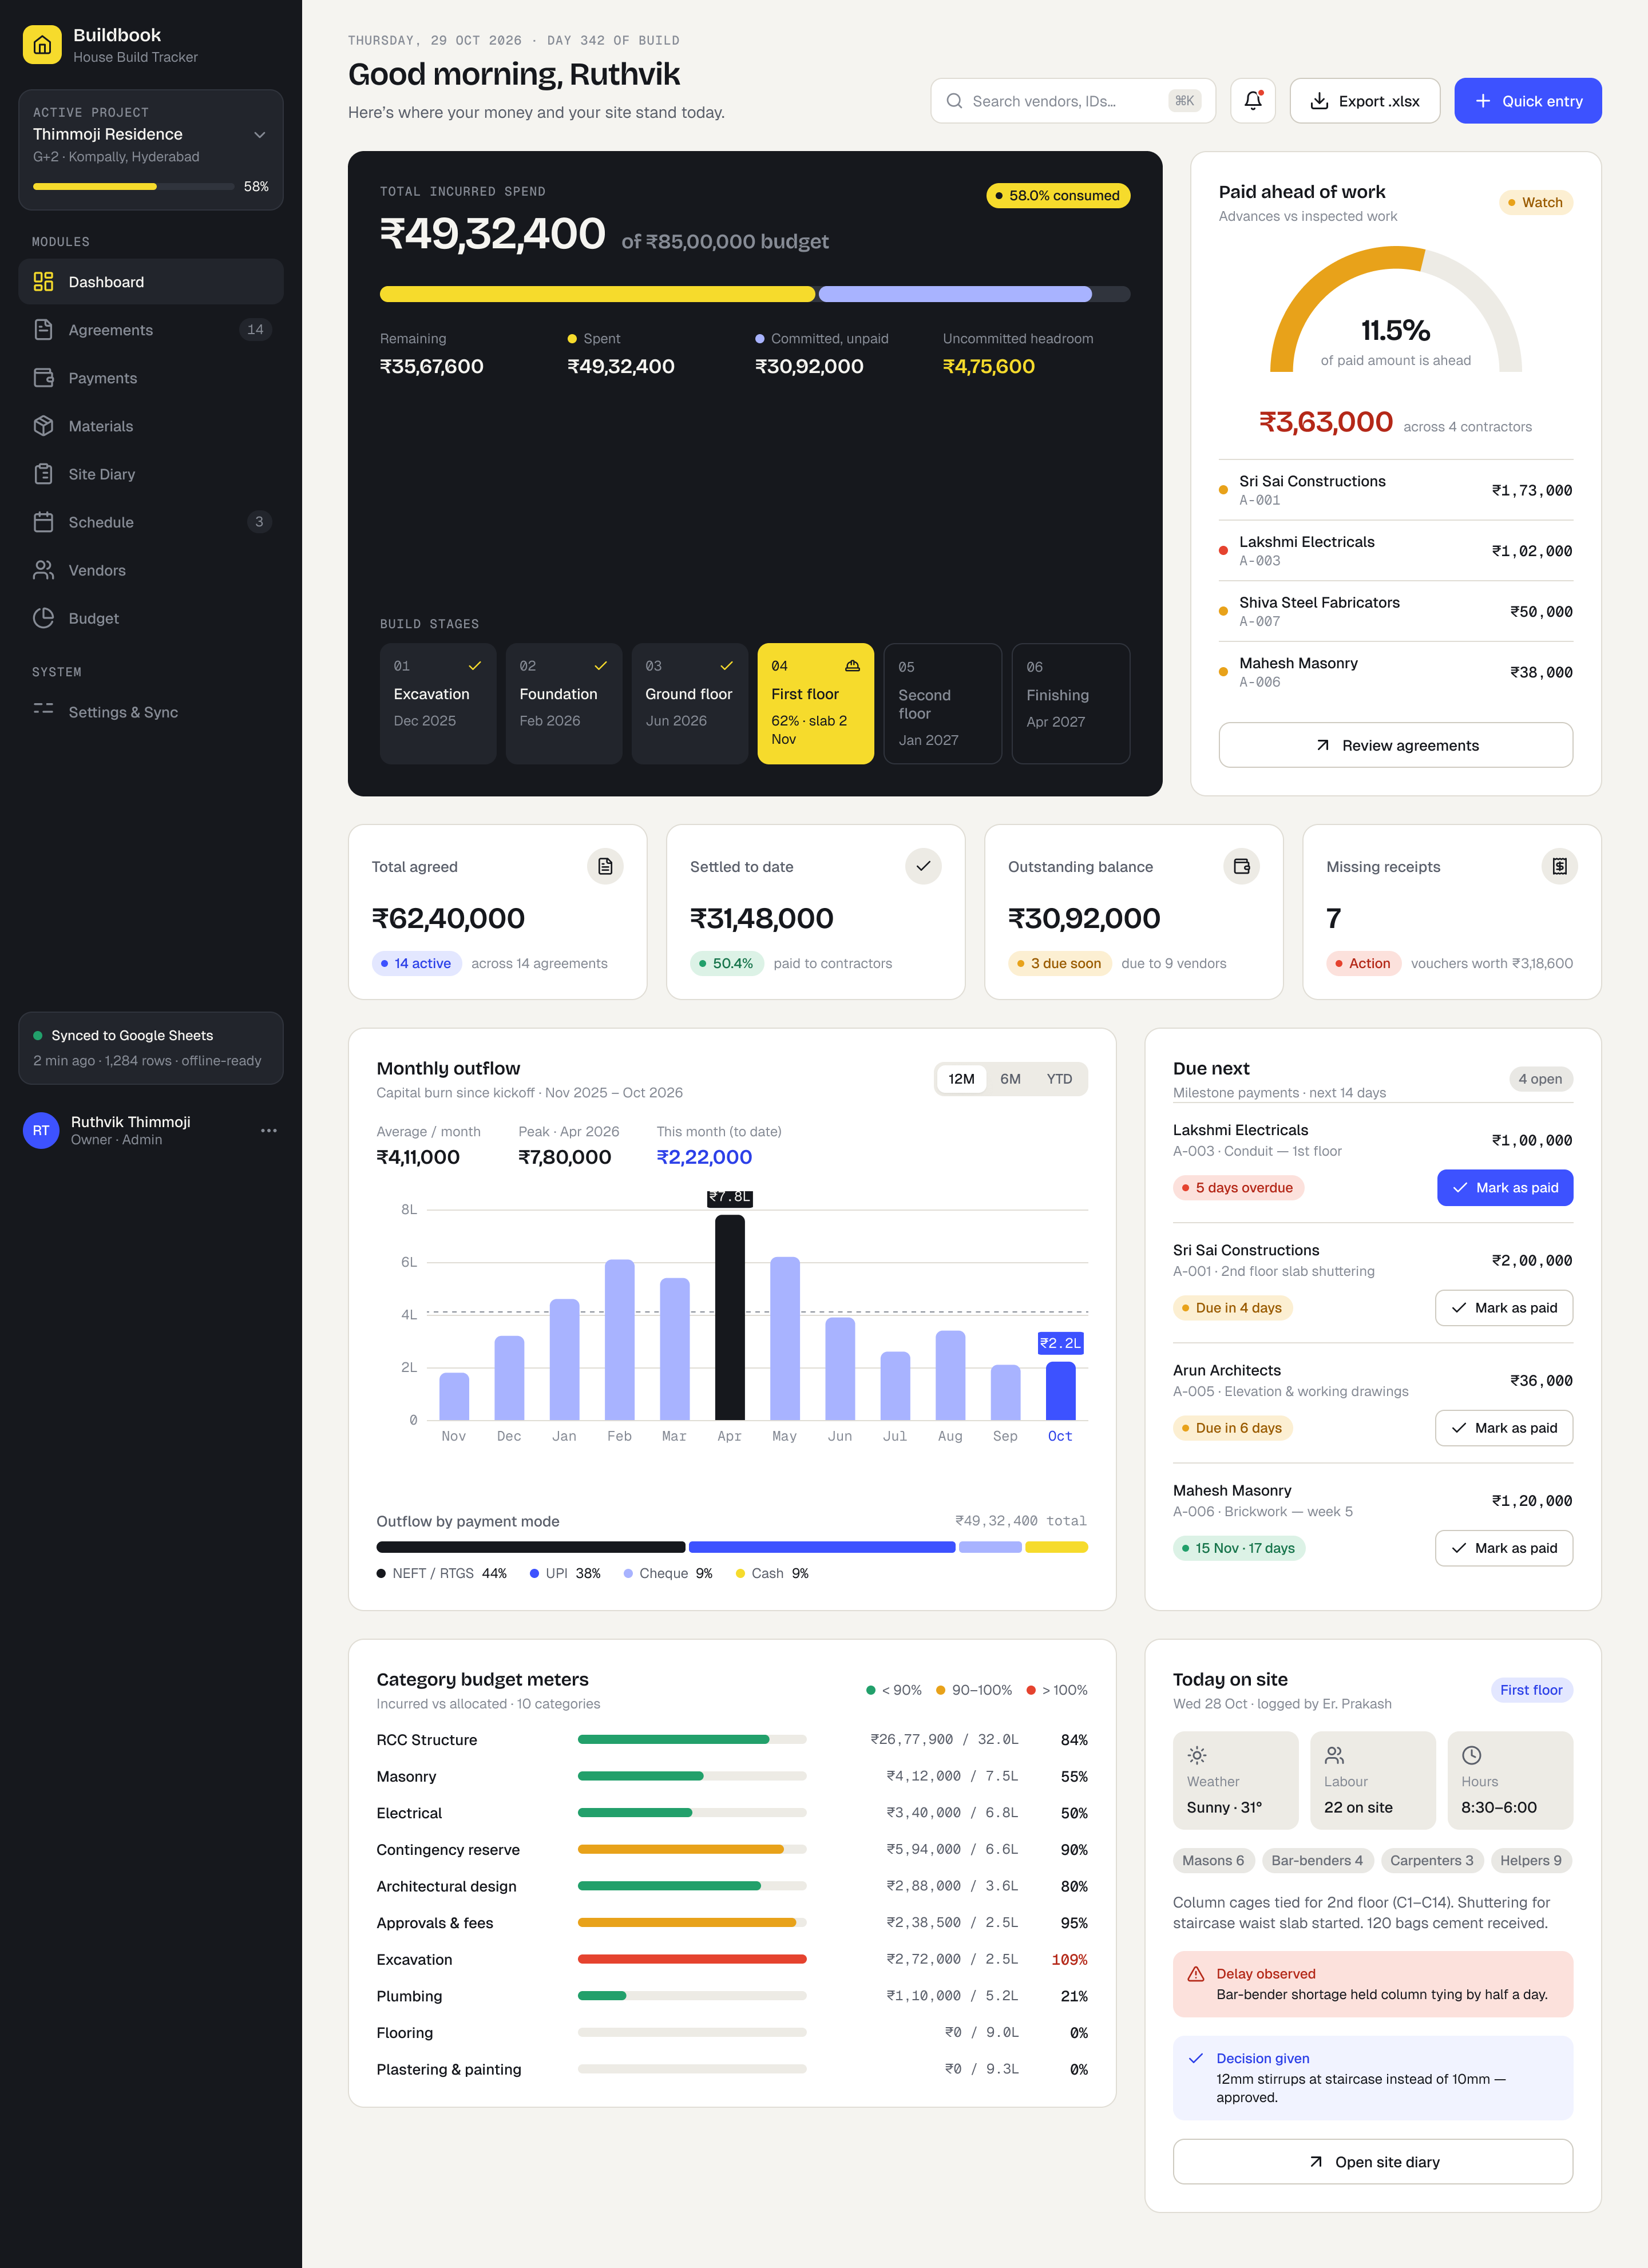 Buildbook
House Build Tracker
ACTIVE PROJECT
Thimmoji Residence
G+2 · Kompally, Hyderabad
58%
MODULES
Dashboard
Agreements 14
Payments
Materials
Site Diary
Schedule 3
Vendors
Budget
SYSTEM
Settings & Sync
Synced to Google Sheets
2 min ago · 1,284 rows · offline-ready
RT
Ruthvik Thimmoji
Owner · Admin
THURSDAY, 29 OCT 2026 · DAY 342 OF BUILD
Good morning, Ruthvik
Here’s where your money and your site stand today.
Search vendors, IDs... ⌘K
Export .xlsx
Quick entry
TOTAL INCURRED SPEND
58.0% consumed
₹49,32,400 of ₹85,00,000 budget
Remaining
₹35,67,600
Spent
₹49,32,400
Committed, unpaid
₹30,92,000
Uncommitted headroom
₹4,75,600
BUILD STAGES
01
Excavation
Dec 2025
02
Foundation
Feb 2026
03
Ground floor
Jun 2026
04
First floor
62% · slab 2
Nov
05
Second
floor
Jan 2027
06
Finishing
Apr 2027
Paid ahead of work
Advances vs inspected work
Watch
11.5%
of paid amount is ahead
₹3,63,000 across 4 contractors
Sri Sai Constructions
A-001
₹1,73,000
Lakshmi Electricals
A-003
₹1,02,000
Shiva Steel Fabricators
A-007
₹50,000
Mahesh Masonry
A-006
₹38,000
Review agreements
Total agreed
₹62,40,000
14 active across 14 agreements
Settled to date
₹31,48,000
50.4% paid to contractors
Outstanding balance
₹30,92,000
3 due soon due to 9 vendors
Missing receipts
7
Action vouchers worth ₹3,18,600
Monthly outflow
Capital burn since kickoff · Nov 2025 – Oct 2026
12M 6M YTD
Average / month
₹4,11,000
Peak · Apr 2026
₹7,80,000
This month (to date)
₹2,22,000
8L
6L
4L
2L
0
₹7.8L
₹2.2L
Nov Dec Jan Feb Mar Apr May Jun Jul Aug Sep Oct
Outflow by payment mode
₹49,32,400 total
NEFT / RTGS 44% UPI 38% Cheque 9% Cash 9%
Due next
Milestone payments · next 14 days
4 open
Lakshmi Electricals
A-003 · Conduit — 1st floor
₹1,00,000
5 days overdue
Mark as paid
Sri Sai Constructions
A-001 · 2nd floor slab shuttering
₹2,00,000
Due in 4 days
Mark as paid
Arun Architects
A-005 · Elevation & working drawings
₹36,000
Due in 6 days
Mark as paid
Mahesh Masonry
A-006 · Brickwork — week 5
₹1,20,000
15 Nov · 17 days
Mark as paid
Category budget meters
Incurred vs allocated · 10 categories
< 90% 90–100% > 100%
RCC Structure ₹26,77,900 / 32.0L 84%
Masonry ₹4,12,000 / 7.5L 55%
Electrical ₹3,40,000 / 6.8L 50%
Contingency reserve ₹5,94,000 / 6.6L 90%
Architectural design ₹2,88,000 / 3.6L 80%
Approvals & fees ₹2,38,500 / 2.5L 95%
Excavation ₹2,72,000 / 2.5L 109%
Plumbing ₹1,10,000 / 5.2L 21%
Flooring ₹0 / 9.0L 0%
Plastering & painting ₹0 / 9.3L 0%
Today on site
Wed 28 Oct · logged by Er. Prakash
First floor
Weather
Sunny · 31°
Labour
22 on site
Hours
8:30–6:00
Masons 6 Bar-benders 4 Carpenters 3 Helpers 9
Column cages tied for 2nd floor (C1–C14). Shuttering for
staircase waist slab started. 120 bags cement received.
Delay observed
Bar-bender shortage held column tying by half a day.
Decision given
12mm stirrups at staircase instead of 10mm —
approved.
Open site diary